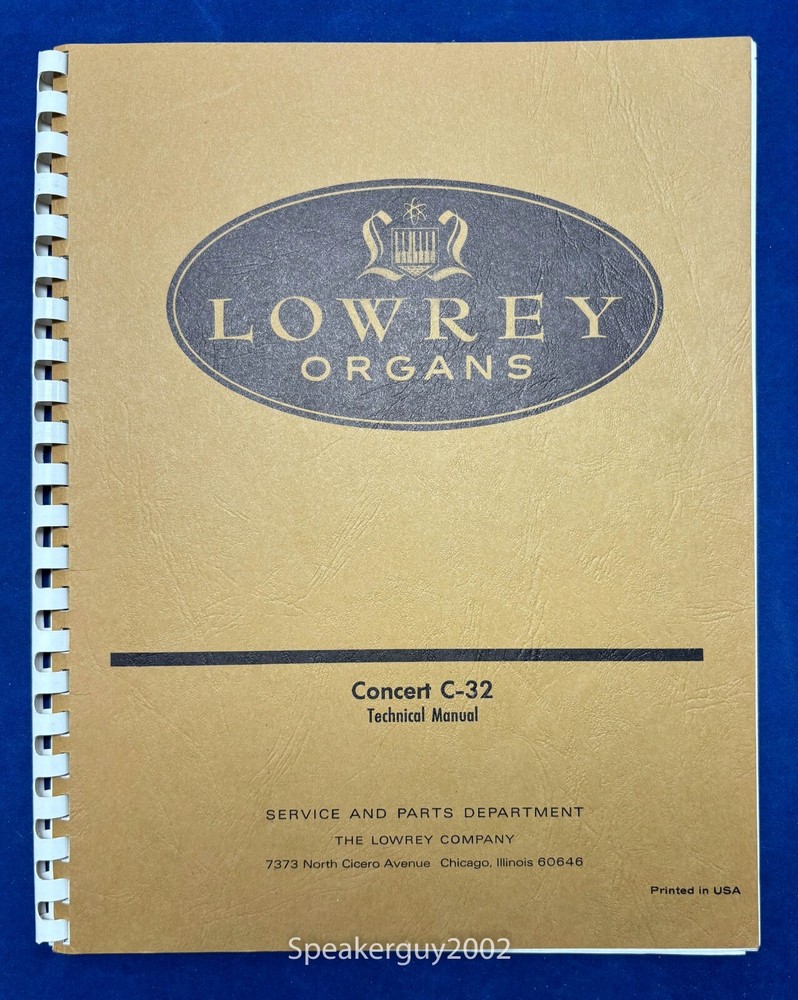 LOWREY
ORGANS
Concert C-32
Technical Manual
SERVICE AND PARTS DEPARTMENT
THE LOWREY COMPANY
7373 North Cicero Avenue Chicago, Illinois 60646
Printed in USA
Speakerguy2002